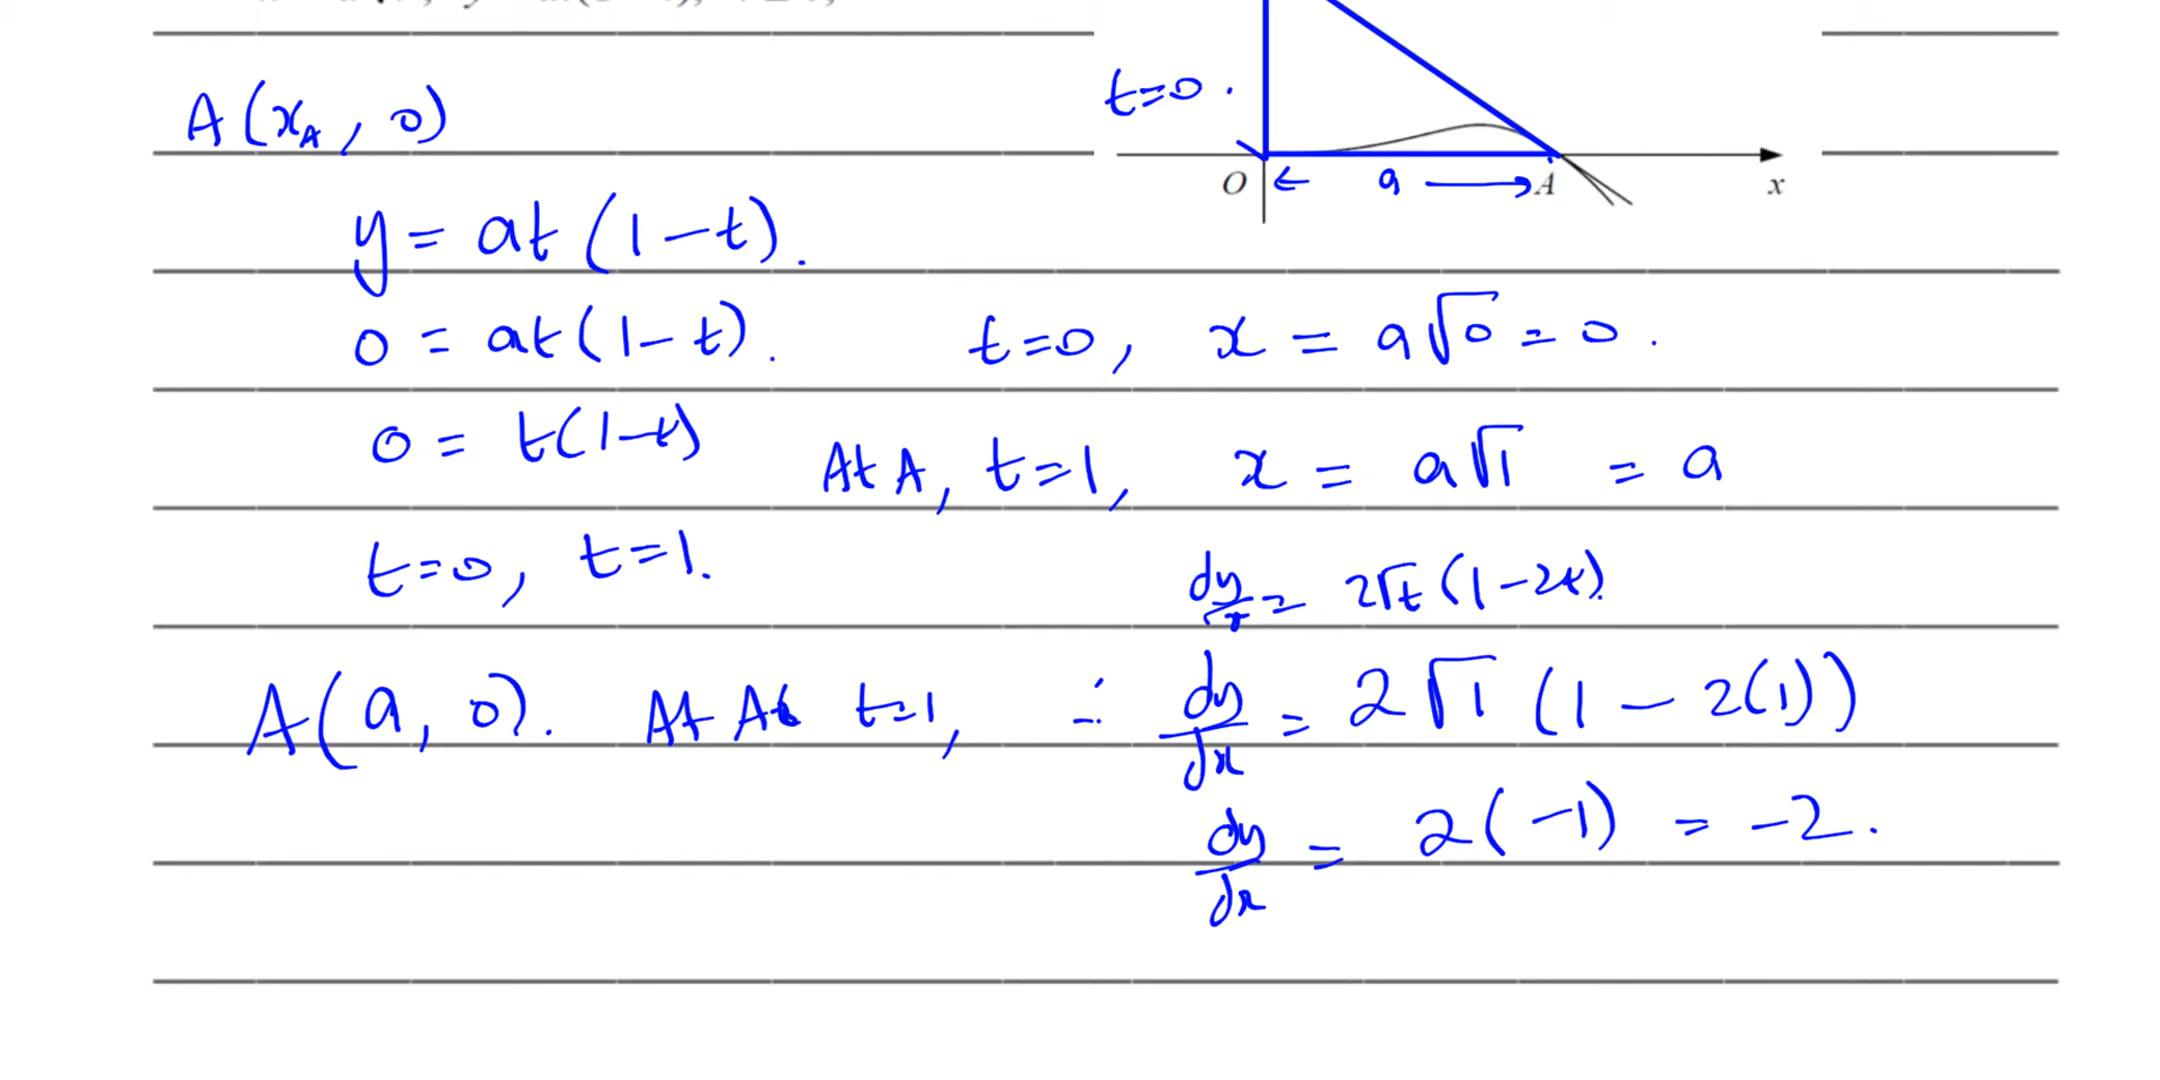 A(x_A, 0)
t=0.
O ← a → A x
y = at(1-t).
0 = at(1-t). t=0, x = a√0 = 0.
0 = t(1-t) At A, t=1, x = a√1 = a
t=0, t=1.
dy/dx = 2√t (1-2t).
A(a, 0). At A t=1, ∴ dy/dx = 2√1 (1 - 2(1))
dy/dx = 2(-1) = -2.